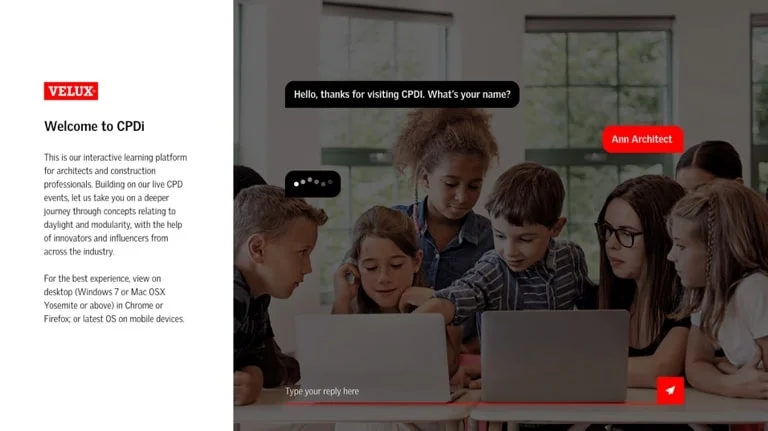 VELUX
Welcome to CPDi
This is our interactive learning platform
for architects and construction
professionals. Building on our live CPD
events, let us take you on a deeper
journey through concepts relating to
daylight and modularity, with the help
of innovators and influencers from
across the industry.
For the best experience, view on
desktop (Windows 7 or Mac OSX
Yosemite or above) in Chrome or
Firefox; or latest OS on mobile devices.
Hello, thanks for visiting CPDI. What's your name?
Ann Architect
Type your reply here